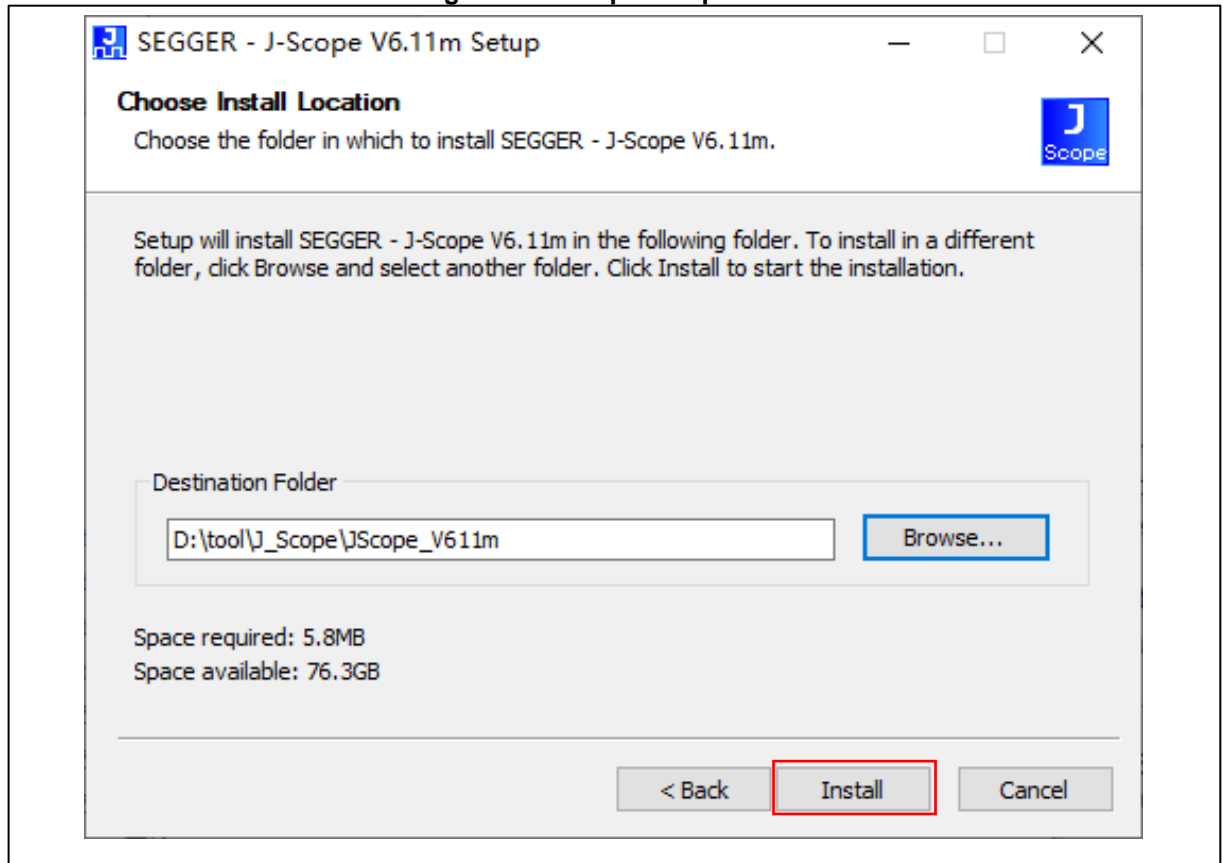 SEGGER - J-Scope V6.11m Setup
Choose Install Location
Choose the folder in which to install SEGGER - J-Scope V6.11m.
J
Scope
Setup will install SEGGER - J-Scope V6.11m in the following folder. To install in a different
folder, click Browse and select another folder. Click Install to start the installation.
Destination Folder
D:\tool\J_Scope\JScope_V611m
Browse...
Space required: 5.8MB
Space available: 76.3GB
< Back
Install
Cancel